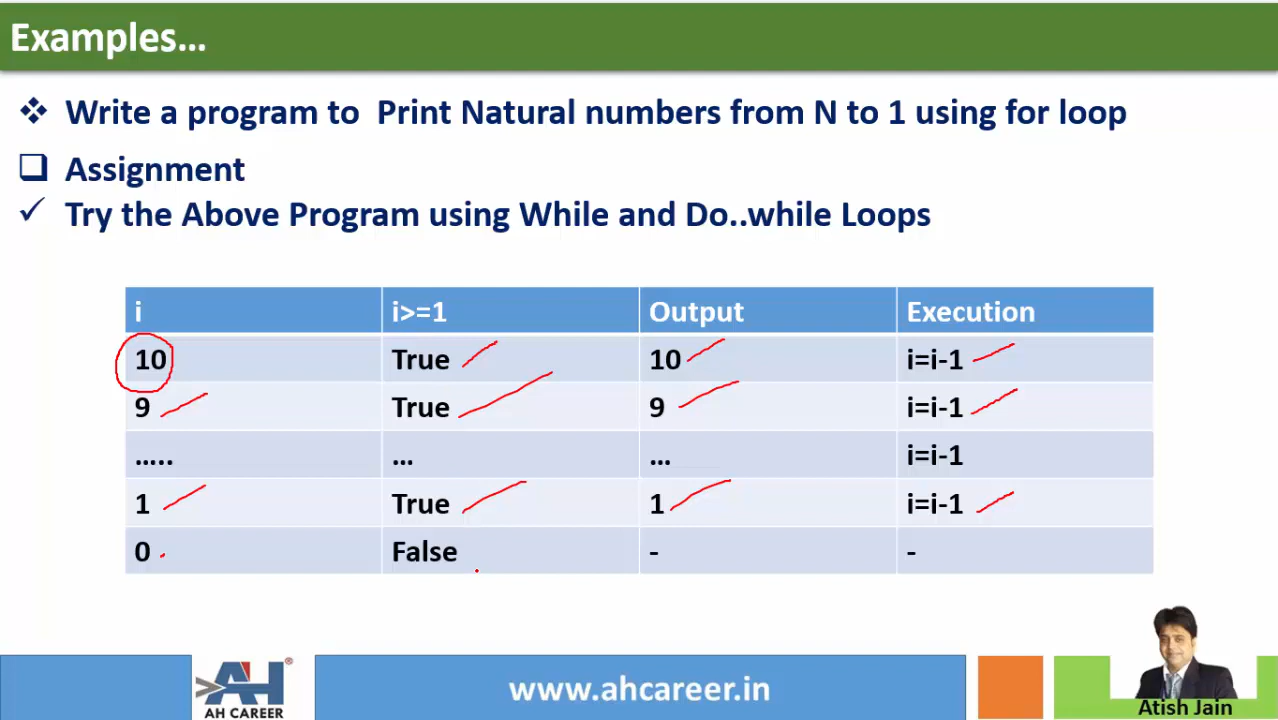 Examples...
❖ Write a program to Print Natural numbers from N to 1 using for loop
❑ Assignment
✓ Try the Above Program using While and Do..while Loops
i i>=1 Output Execution
10 True 10 i=i-1
9 True 9 i=i-1
..... ... ... i=i-1
1 True 1 i=i-1
0 False - -
AH
®
AH CAREER
www.ahcareer.in
Atish Jain